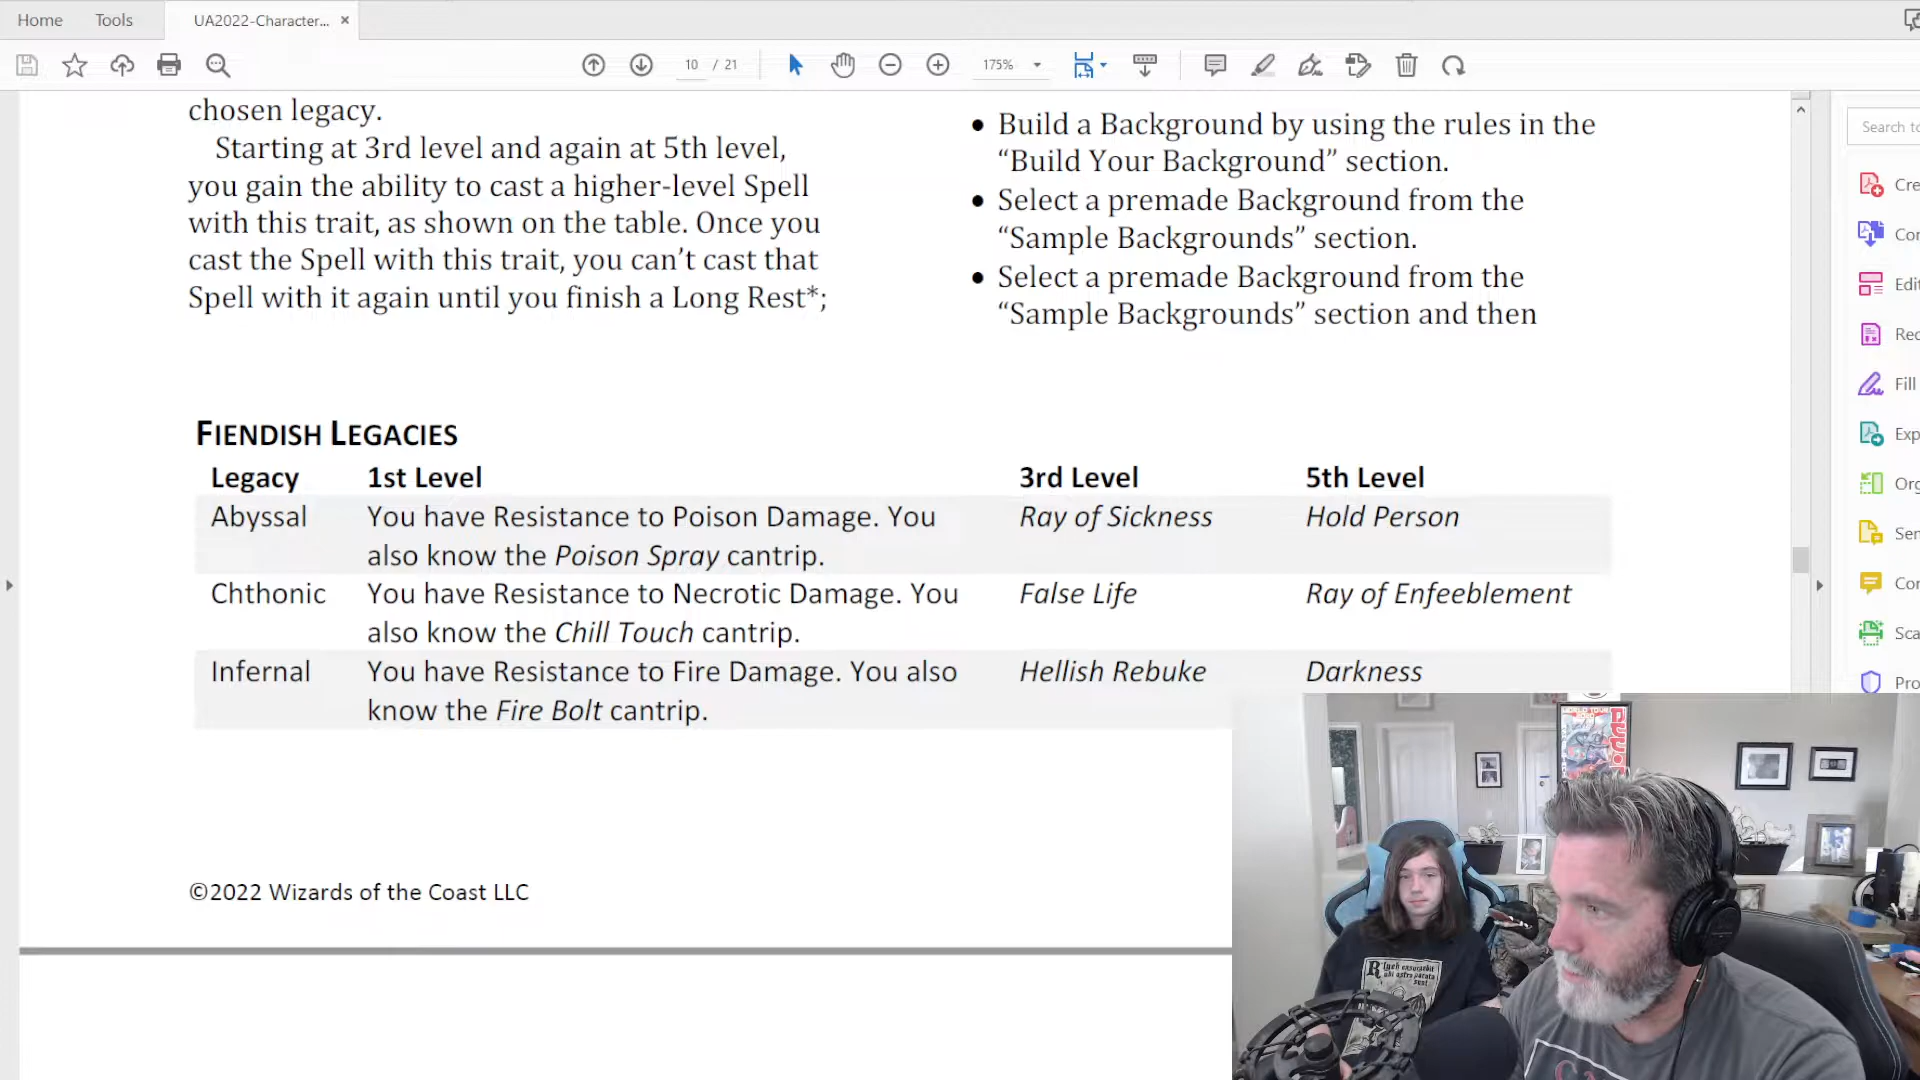 Home
Tools
UA2022-Character...
10 / 21
175%
Search to
chosen legacy.
Starting at 3rd level and again at 5th level,
you gain the ability to cast a higher-level Spell
with this trait, as shown on the table. Once you
cast the Spell with this trait, you can’t cast that
Spell with it again until you finish a Long Rest*;
• Build a Background by using the rules in the
“Build Your Background” section.
• Select a premade Background from the
“Sample Backgrounds” section.
• Select a premade Background from the
“Sample Backgrounds” section and then
FIENDISH LEGACIES
Legacy 1st Level 3rd Level 5th Level
Abyssal You have Resistance to Poison Damage. You Ray of Sickness Hold Person
also know the Poison Spray cantrip.
Chthonic You have Resistance to Necrotic Damage. You False Life Ray of Enfeeblement
also know the Chill Touch cantrip.
Infernal You have Resistance to Fire Damage. You also Hellish Rebuke Darkness
know the Fire Bolt cantrip.
©2022 Wizards of the Coast LLC
Cre
Con
Edit
Rec
Fill
Exp
Org
Sen
Con
Sca
Pro
WORLD TOUR